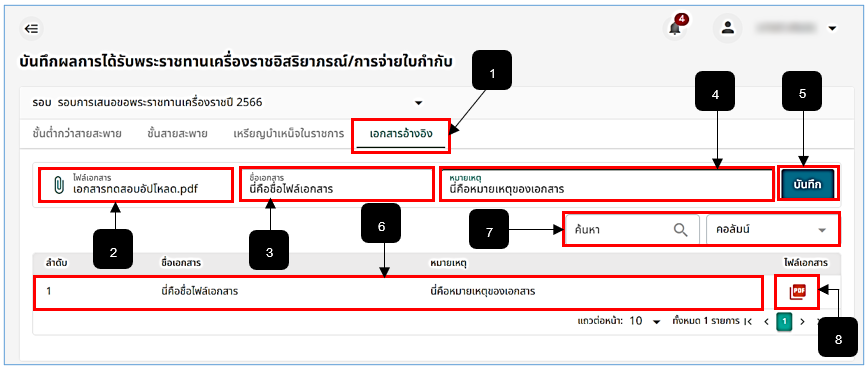 4
บันทึกผลการได้รับพระราชทานเครื่องราชอิสริยาภรณ์/การจ่ายใบกำกับ
1
4
5
รอบ รอบการเสนอขอพระราชทานเครื่องราชปี 2566
ชั้นต่ำกว่าสายสะพาย ชั้นสายสะพาย เหรียญบำเหน็จในราชการ เอกสารอ้างอิง
ไฟล์เอกสาร ชื่อเอกสาร หมายเหตุ
เอกสารทดสอบอัปโหลด.pdf นี่คือชื่อไฟล์เอกสาร นี่คือหมายเหตุของเอกสาร บันทึก
2
3
6
7
ค้นหา คอลัมน์
ลำดับ ชื่อเอกสาร หมายเหตุ ไฟล์เอกสาร
1 นี่คือชื่อไฟล์เอกสาร นี่คือหมายเหตุของเอกสาร PDF
แถวต่อหน้า: 10 ทั้งหมด 1 รายการ 1
8